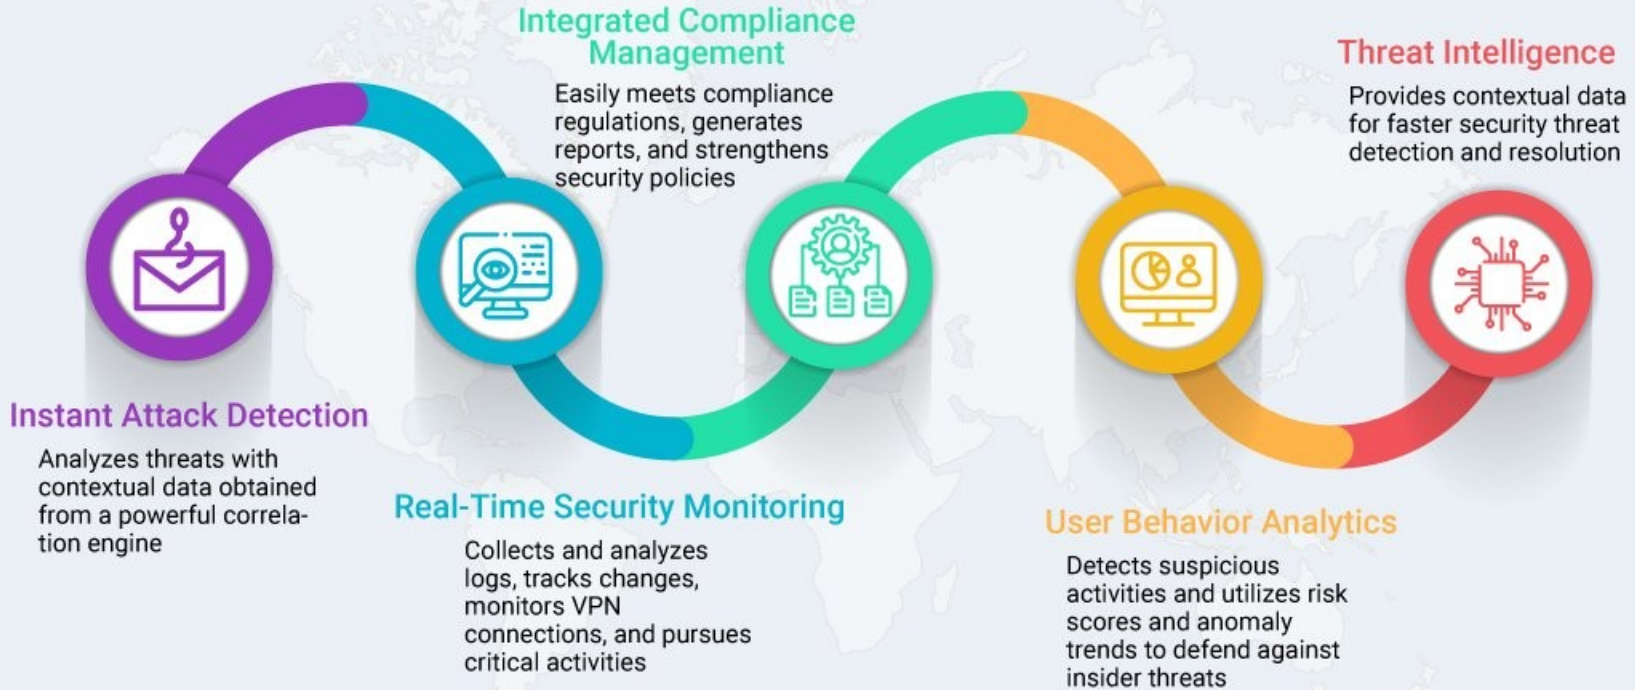 Instant Attack Detection
Analyzes threats with
contextual data obtained
from a powerful correla-
tion engine
Real-Time Security Monitoring
Collects and analyzes
logs, tracks changes,
monitors VPN
connections, and pursues
critical activities
Integrated Compliance
Management
Easily meets compliance
regulations, generates
reports, and strengthens
security policies
User Behavior Analytics
Detects suspicious
activities and utilizes risk
scores and anomaly
trends to defend against
insider threats
Threat Intelligence
Provides contextual data
for faster security threat
detection and resolution